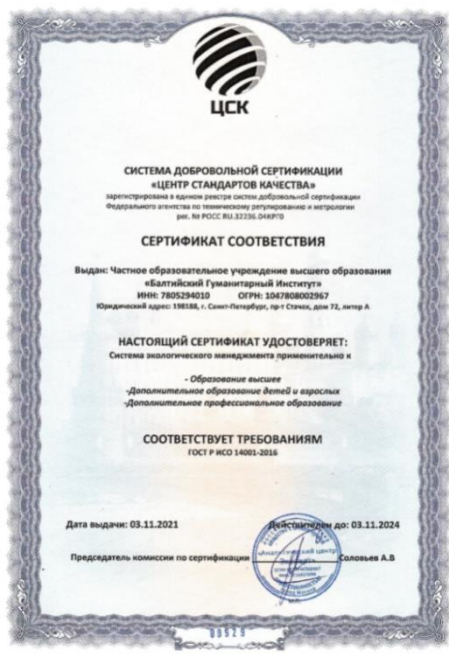 ЦСК
СИСТЕМА ДОБРОВОЛЬНОЙ СЕРТИФИКАЦИИ
«ЦЕНТР СТАНДАРТОВ КАЧЕСТВА»
зарегистрирована в едином реестре систем добровольной сертификации
Федерального агентства по техническому регулированию и метрологии
рег. № РОСС RU.32236.04ЖРГ0
СЕРТИФИКАТ СООТВЕТСТВИЯ
Выдан: Частное образовательное учреждение высшего образования
«Балтийский Гуманитарный Институт»
ИНН: 7805294010 ОГРН: 1047808002967
Юридический адрес: 198188, г. Санкт-Петербург, пр-т Стачек, дом 72, литер А
НАСТОЯЩИЙ СЕРТИФИКАТ УДОСТОВЕРЯЕТ:
Система экологического менеджмента применительно к
- Образование высшее
-Дополнительное образование детей и взрослых
-Дополнительное профессиональное образование
СООТВЕТСТВУЕТ ТРЕБОВАНИЯМ
ГОСТ Р ИСО 14001-2016
Дата выдачи: 03.11.2021 Действителен до: 03.11.2024
«Аналитический центр
Председатель комиссии по сертификации Соловьев А.В
00929